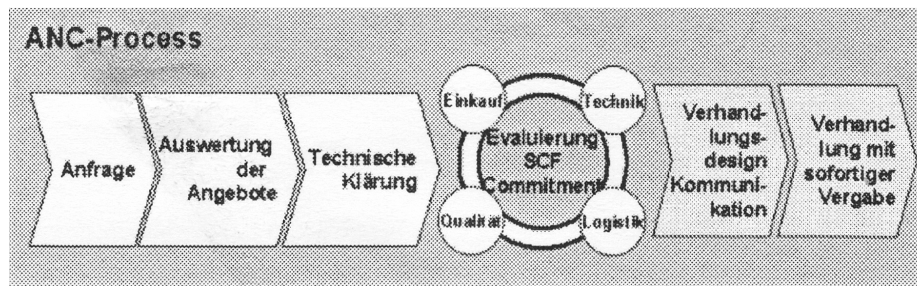 ANC-Process
Anfrage
Auswertung
der
Angebote
Technische
Klärung
Einkauf
Technik
Evaluierung
SCF
Commitment
Qualität
Logistik
Verhand-
lungs-
design
Kommuni-
kation
Verhand-
lung mit
sofortiger
Vergabe